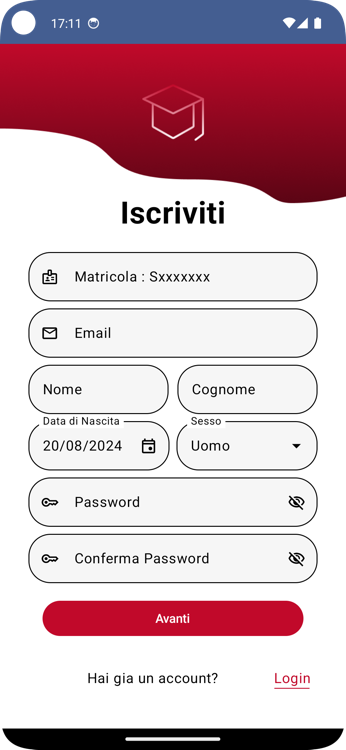 17:11
Iscriviti
Matricola : Sxxxxxxx
Email
Nome Cognome
Data di Nascita Sesso
20/08/2024 Uomo
Password
Conferma Password
Avanti
Hai gia un account? Login